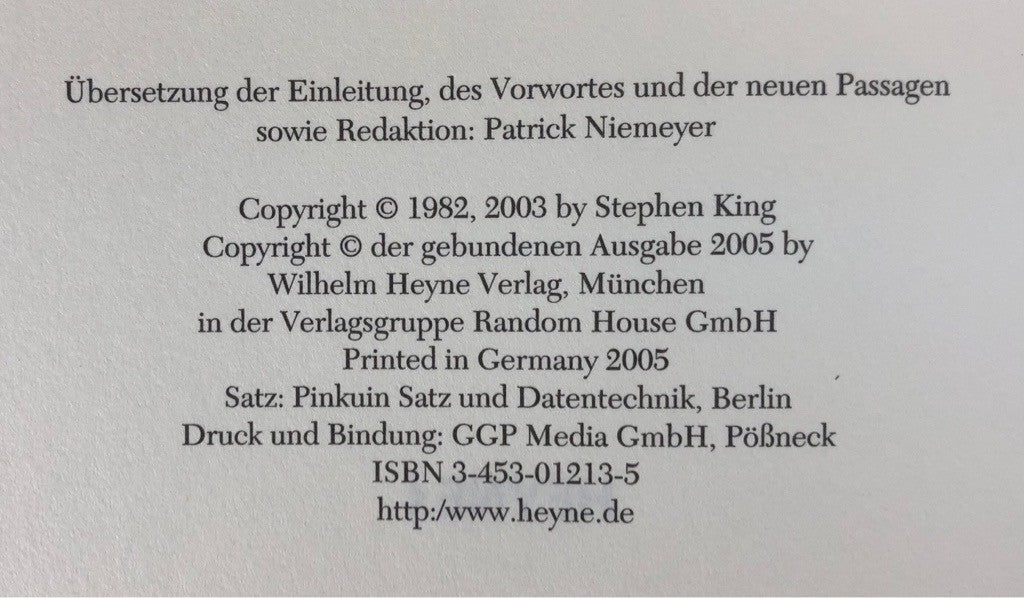 Übersetzung der Einleitung, des Vorwortes und der neuen Passagen
sowie Redaktion: Patrick Niemeyer
Copyright © 1982, 2003 by Stephen King
Copyright © der gebundenen Ausgabe 2005 by
Wilhelm Heyne Verlag, München
in der Verlagsgruppe Random House GmbH
Printed in Germany 2005
Satz: Pinkuin Satz und Datentechnik, Berlin
Druck und Bindung: GGP Media GmbH, Pößneck
ISBN 3-453-01213-5
http:/www.heyne.de